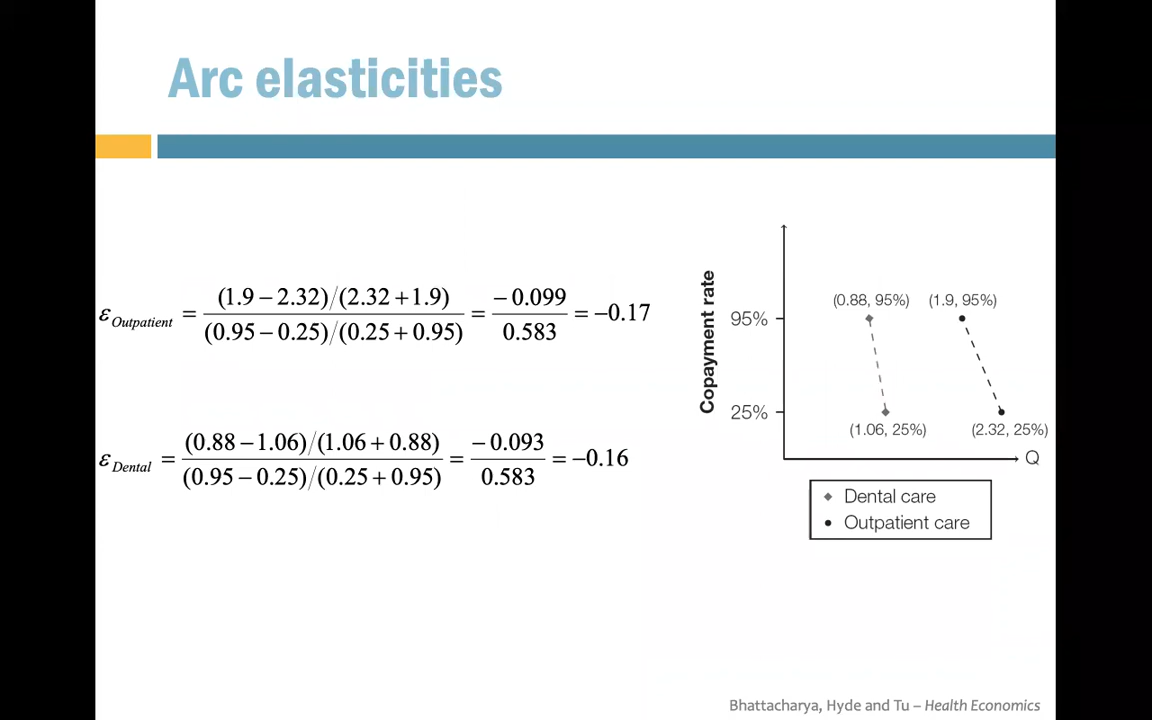 Arc elasticities
ε_Outpatient = (1.9 − 2.32)/(2.32 + 1.9) / (0.95 − 0.25)/(0.25 + 0.95) = −0.099 / 0.583 = −0.17
ε_Dental = (0.88 − 1.06)/(1.06 + 0.88) / (0.95 − 0.25)/(0.25 + 0.95) = −0.093 / 0.583 = −0.16
Copayment rate
(0.88, 95%) (1.9, 95%)
95%
25%
(1.06, 25%) (2.32, 25%)
Q
Dental care
Outpatient care
Bhattacharya, Hyde and Tu – Health Economics